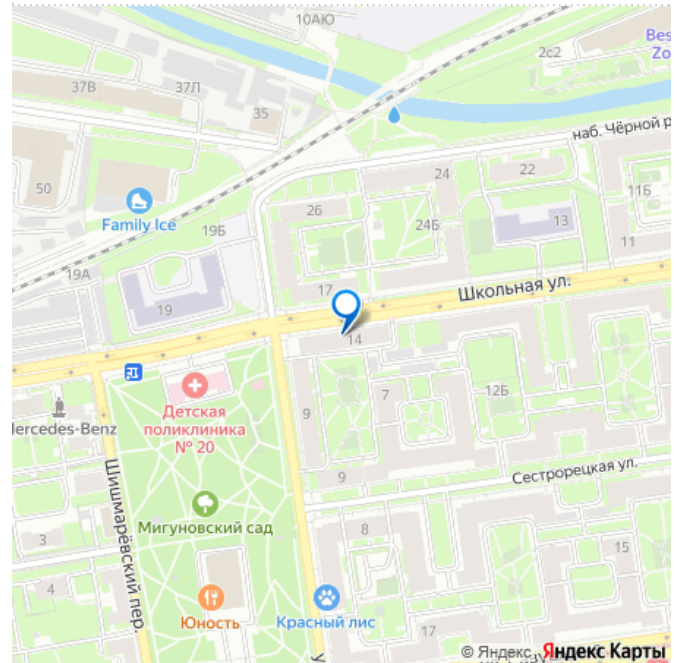 10АЮ
Bes
Zo
2с2
37В
37Л
35
наб. Чёрной р
50
24
22
Family Ice
26
11Б
19Б
24Б
13
11
19А
17
Школьная ул.
19
14
Детская
поликлиника
№ 20
12Б
7
9
Mercedes-Benz
Сестрорецкая ул.
9
Шишмарёвский пер.
Мигуновский сад
8
3
15
4
Юность
Красный лис
17
у
© Яндекс
Яндекс Карты